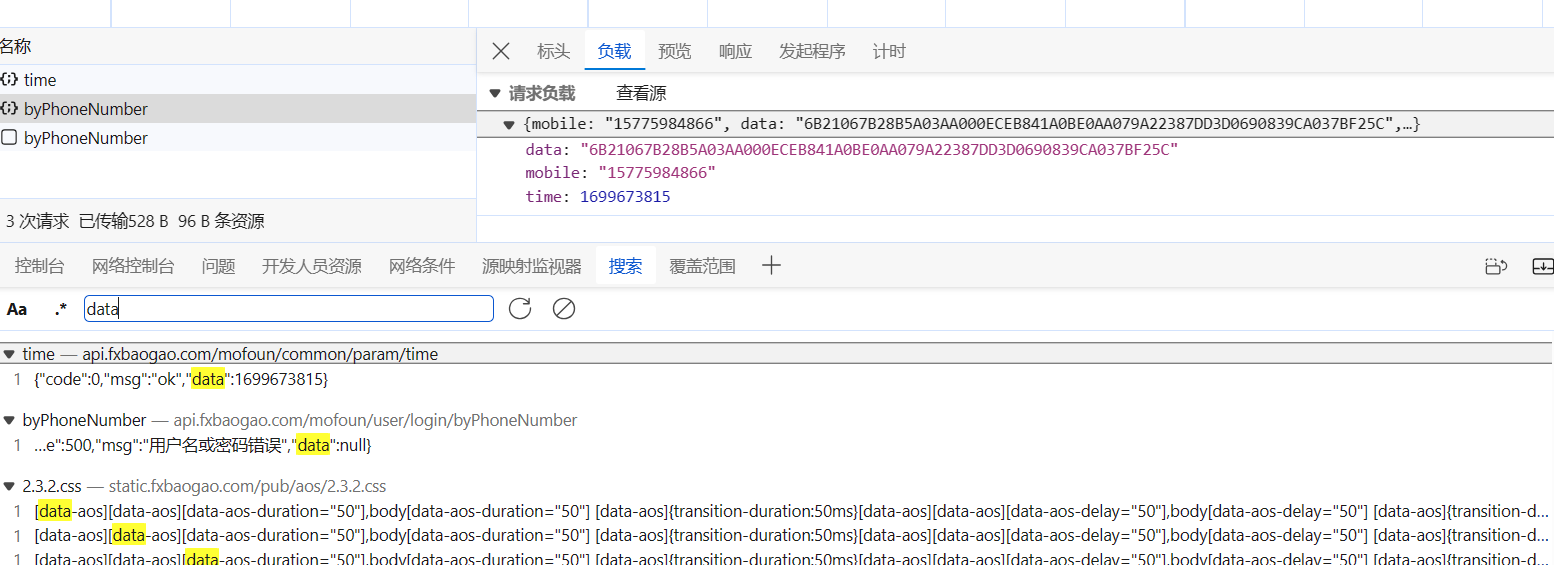 名称
time
byPhoneNumber
byPhoneNumber
3 次请求 已传输528 B 96 B 条资源
标头 负载 预览 响应 发起程序 计时
请求负载 查看源
{mobile: "15775984866", data: "6B21067B28B5A03AA000ECEB841A0BE0AA079A22387DD3D0690839CA037BF25C",…}
data: "6B21067B28B5A03AA000ECEB841A0BE0AA079A22387DD3D0690839CA037BF25C"
mobile: "15775984866"
time: 1699673815
控制台 网络控制台 问题 开发人员资源 网络条件 源映射监视器 搜索 覆盖范围
Aa .* data
time — api.fxbaogao.com/mofoun/common/param/time
1 {"code":0,"msg":"ok","data":1699673815}
byPhoneNumber — api.fxbaogao.com/mofoun/user/login/byPhoneNumber
1 ...e":500,"msg":"用户名或密码错误","data":null}
2.3.2.css — static.fxbaogao.com/pub/aos/2.3.2.css
1 [data-aos][data-aos][data-aos-duration="50"],body[data-aos-duration="50"] [data-aos]{transition-duration:50ms}[data-aos][data-aos][data-aos-delay="50"],body[data-aos-delay="50"] [data-aos]{transition-d...
1 [data-aos][data-aos][data-aos-duration="50"],body[data-aos-duration="50"] [data-aos]{transition-duration:50ms}[data-aos][data-aos][data-aos-delay="50"],body[data-aos-delay="50"] [data-aos]{transition-d...
1 [data-aos][data-aos][data-aos-duration="50"],body[data-aos-duration="50"] [data-aos]{transition-duration:50ms}[data-aos][data-aos][data-aos-delay="50"],body[data-aos-delay="50"] [data-aos]{transition-d...